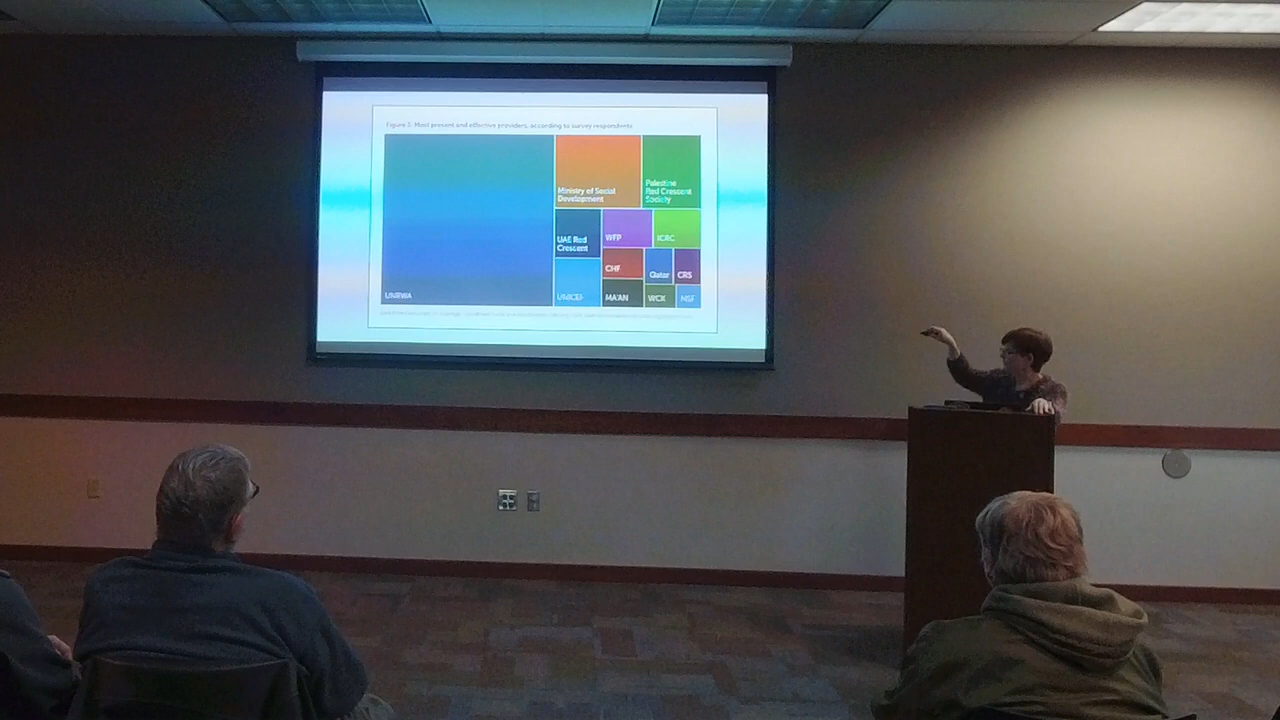 Figure 3. Most present and effective providers, according to survey respondents
Ministry of Social
Development
Palestine
Red Crescent
Society
UAE Red
Crescent
WFP
ICRC
CHF
Qatar
CRS
UNRWA
UNICEF
MA'AN
WCK
MSF